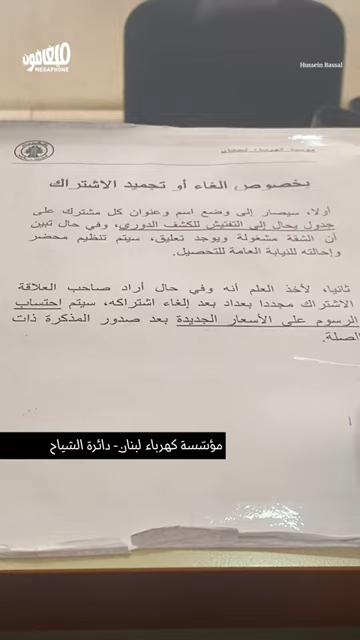 ميغافون
MEGAPHONE
Hussein Bassal
مؤسسة كهرباء لبنان
بخصوص الغاء أو تجميد الاشتراك
أولا، سيصار إلى وضع اسم وعنوان كل مشترك على
جدول يحال إلى التفتيش للكشف الدوري، وفي حال تبين
أن الشقة مشغولة ويوجد تعليق، سيتم تنظيم محضر
وإحالته للنيابة العامة للتحصيل.
ثانيا، لأخذ العلم أنه وفي حال أراد صاحب العلاقة
الاشتراك مجددا بعداد بعد إلغاء اشتراكه، سيتم احتساب
الرسوم على الأسعار الجديدة بعد صدور المذكرة ذات
الصلة.
مؤسّسة كهرباء لبنان- دائرة الشياح